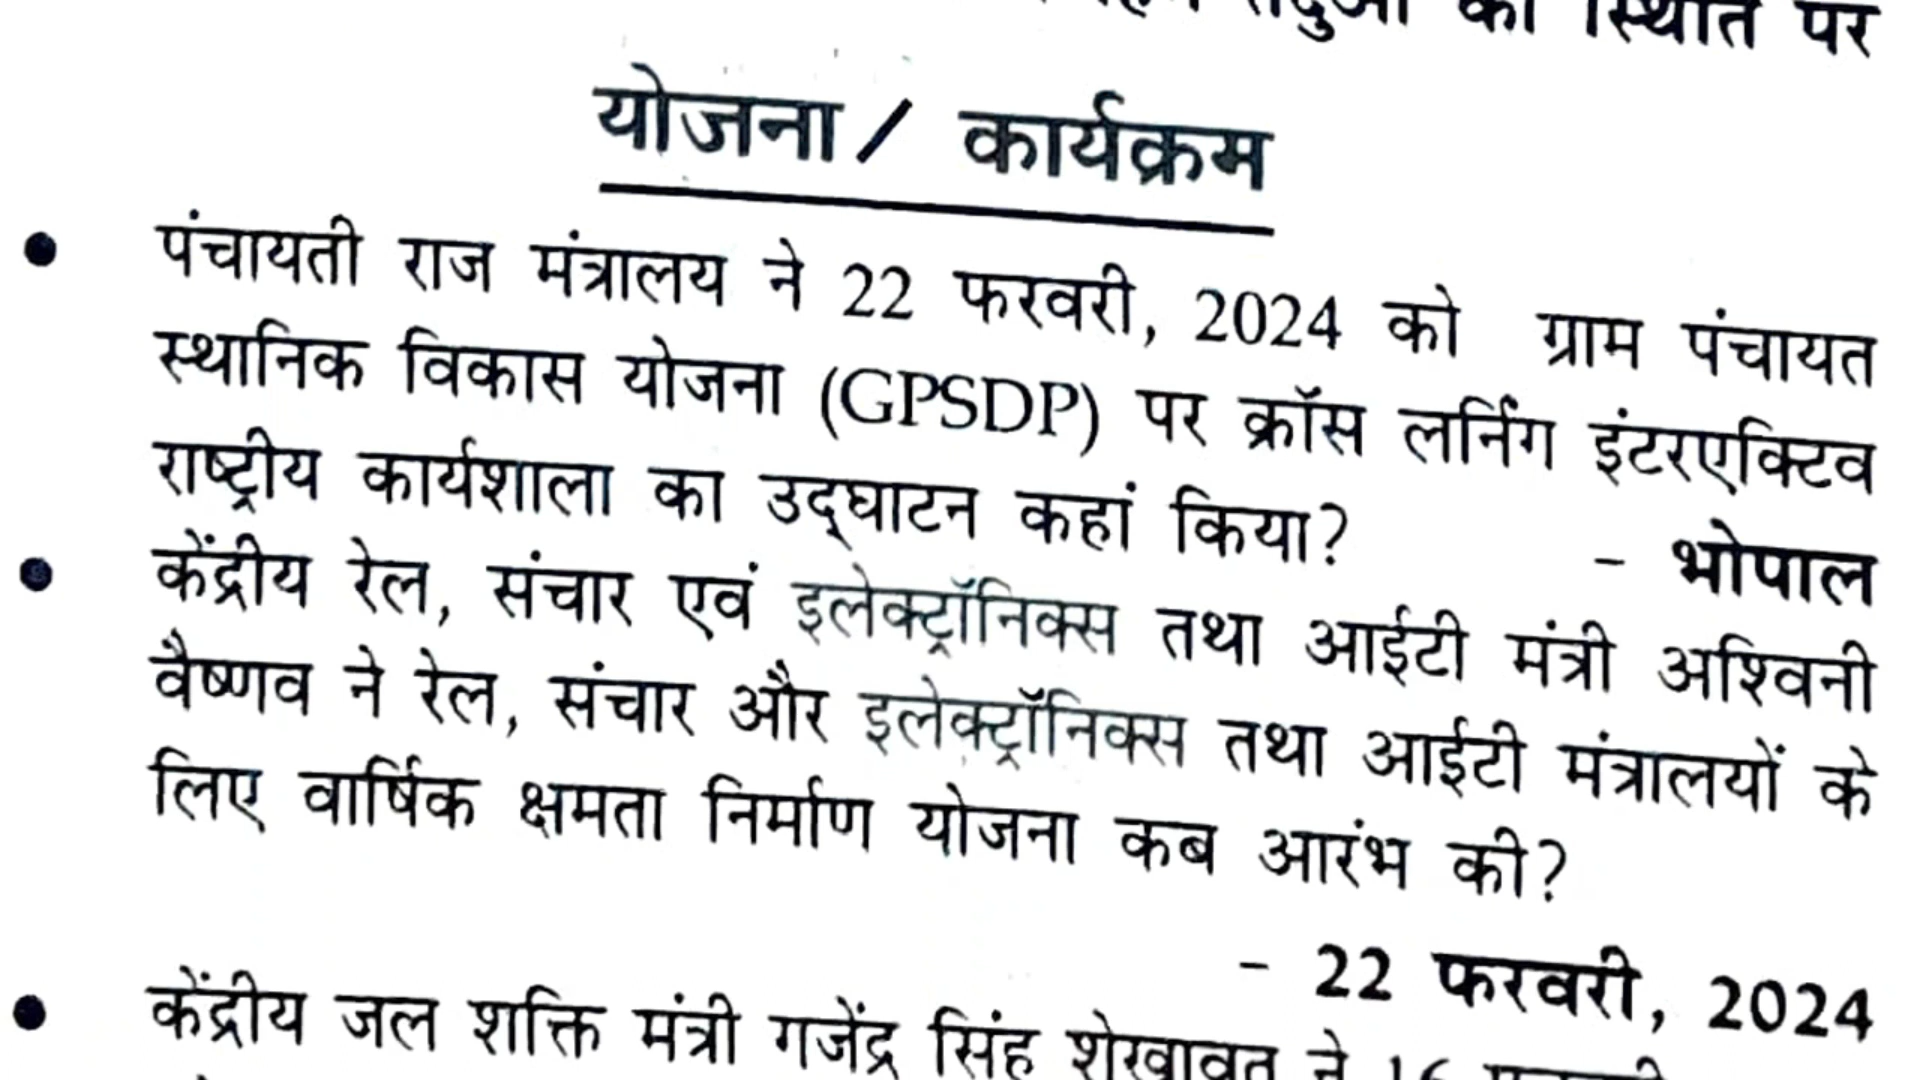 की स्थिति पर
योजना/ कार्यक्रम
• पंचायती राज मंत्रालय ने 22 फरवरी, 2024 को ग्राम पंचायत
स्थानिक विकास योजना (GPSDP) पर क्रॉस लर्निंग इंटरएक्टिव
राष्ट्रीय कार्यशाला का उद्घाटन कहां किया?
- भोपाल
• केंद्रीय रेल, संचार एवं इलेक्ट्रॉनिक्स तथा आईटी मंत्री अश्विनी
वैष्णव ने रेल, संचार और इलेक्ट्रॉनिक्स तथा आईटी मंत्रालयों के
लिए वार्षिक क्षमता निर्माण योजना कब आरंभ की?
- 22 फरवरी, 2024
• केंद्रीय जल शक्ति मंत्री गजेंद्र सिंह शेखावत ने